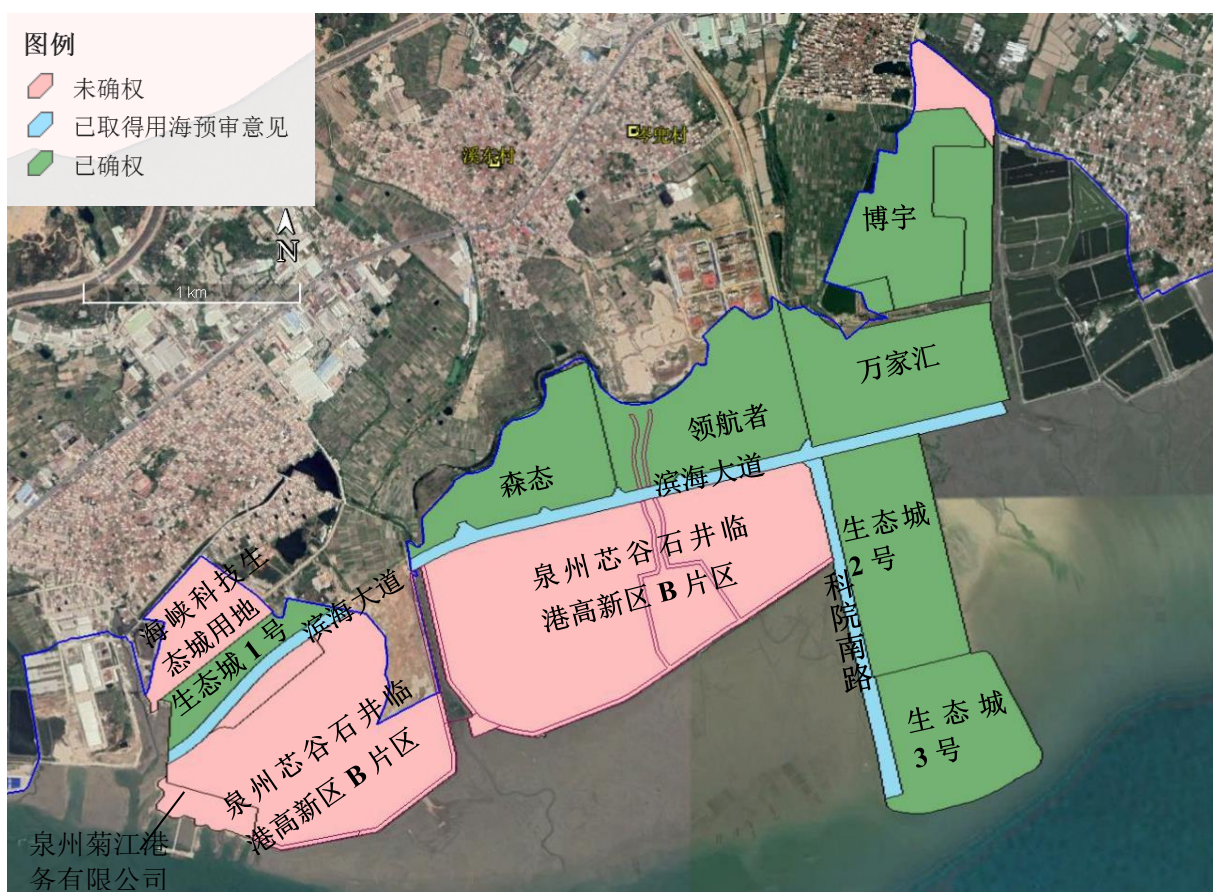 图例
未确权
已取得用海预审意见
已确权
N
1 km
溪东村
岑兜村
博宇
万家汇
领航者
森态
滨海大道
泉州芯谷石井临
港高新区 B 片区
生态城
2 号
科院南路
生态城
3 号
海峡科技生
态城用地
生态城 1 号
滨海大道
泉州芯谷石井临
港高新区 B 片区
泉州菊江港
务有限公司